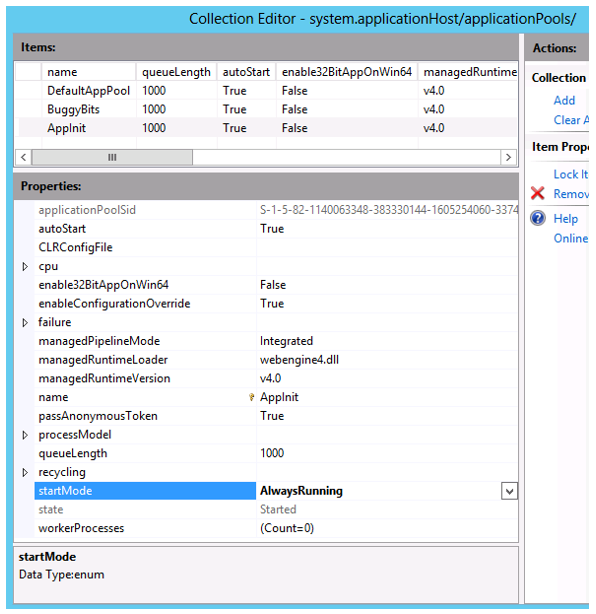 Collection Editor - system.applicationHost/applicationPools/
Items:
name queueLength autoStart enable32BitAppOnWin64 managedRuntime
DefaultAppPool 1000 True False v4.0
BuggyBits 1000 True False v4.0
AppInit 1000 True False v4.0
Properties:
applicationPoolSid S-1-5-82-1140063348-383330144-1605254060-3374
autoStart True
CLRConfigFile
cpu
enable32BitAppOnWin64 False
enableConfigurationOverride True
failure
managedPipelineMode Integrated
managedRuntimeLoader webengine4.dll
managedRuntimeVersion v4.0
name AppInit
passAnonymousToken True
processModel
queueLength 1000
recycling
startMode AlwaysRunning
state Started
workerProcesses (Count=0)
startMode
Data Type:enum
Actions:
Collection
Add
Clear A
Item Prope
Lock It
Remov
Help
Online